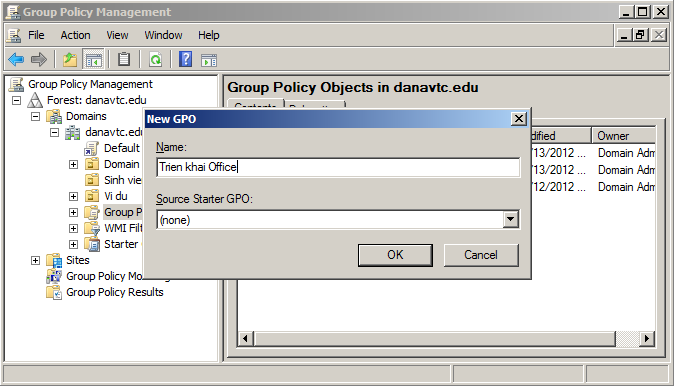 Group Policy Management
File Action View Window Help
Group Policy Management
Forest: danavtc.edu
Domains
danavtc.edu
Default
Domain
Sinh viên
Vi du
Group P
WMI Filt
Starter
Sites
Group Policy Mo
Group Policy Results
Group Policy Objects in danavtc.edu
Contents
Owner
/13/2012 ... Domain Adm
/13/2012 ... Domain Adm
/12/2012 ... Domain Adm
New GPO
Name:
Trien khai Office
Source Starter GPO:
(none)
OK Cancel